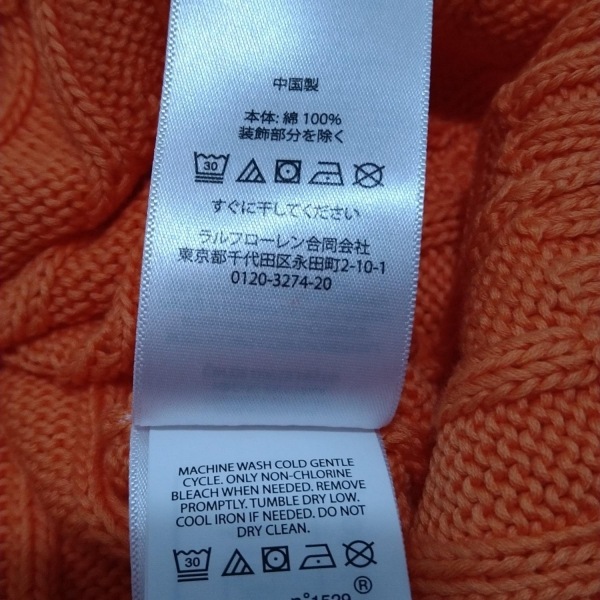 中国製
本体: 綿 100%
装飾部分を除く
30
すぐに干してください
ラルフローレン合同会社
東京都千代田区永田町2-10-1
0120-3274-20
MACHINE WASH COLD GENTLE
CYCLE. ONLY NON-CHLORINE
BLEACH WHEN NEEDED. REMOVE
PROMPTLY. TUMBLE DRY LOW.
COOL IRON IF NEEDED. DO NOT
DRY CLEAN.
30
®